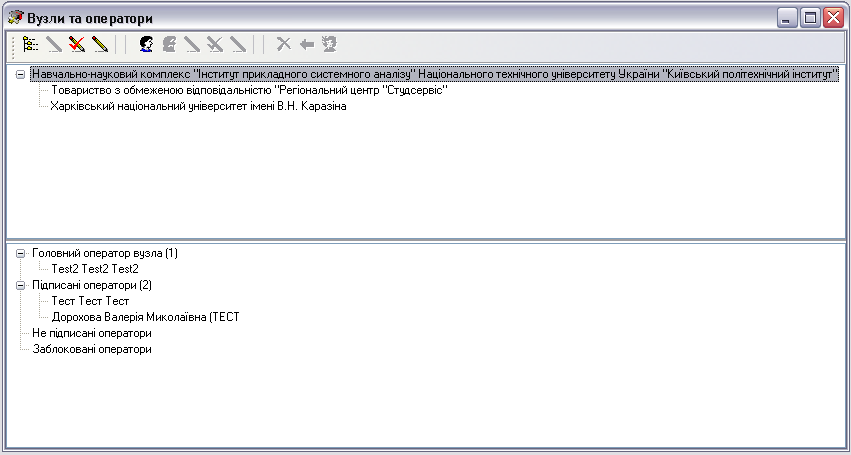 Вузли та оператори
Навчально-науковий комплекс "Інститут прикладного системного аналізу" Національного технічного університету України "Київський політехнічний інститут"
Товариство з обмеженою відповідальністю "Регіональний центр "Студсервіс"
Харківський національний університет імені В.Н. Каразіна
Головний оператор вузла (1)
Test2 Test2 Test2
Підписані оператори (2)
Тест Тест Тест
Дорохова Валерія Миколаївна (ТЕСТ
Не підписані оператори
Заблоковані оператори